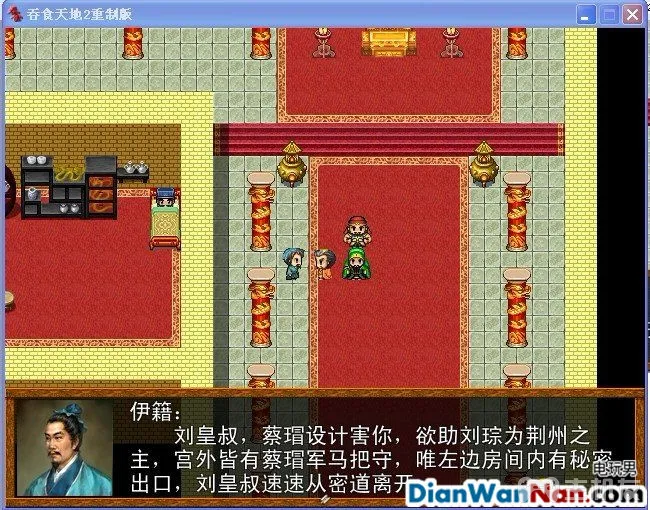 吞食天地2重制版
伊籍：
刘皇叔，蔡瑁设计害你，欲助刘琮为荆州之
主，宫外皆有蔡瑁军马把守，唯左边房间内有秘密
出口，刘皇叔速速从密道离开
电玩男
DianWanNan.com